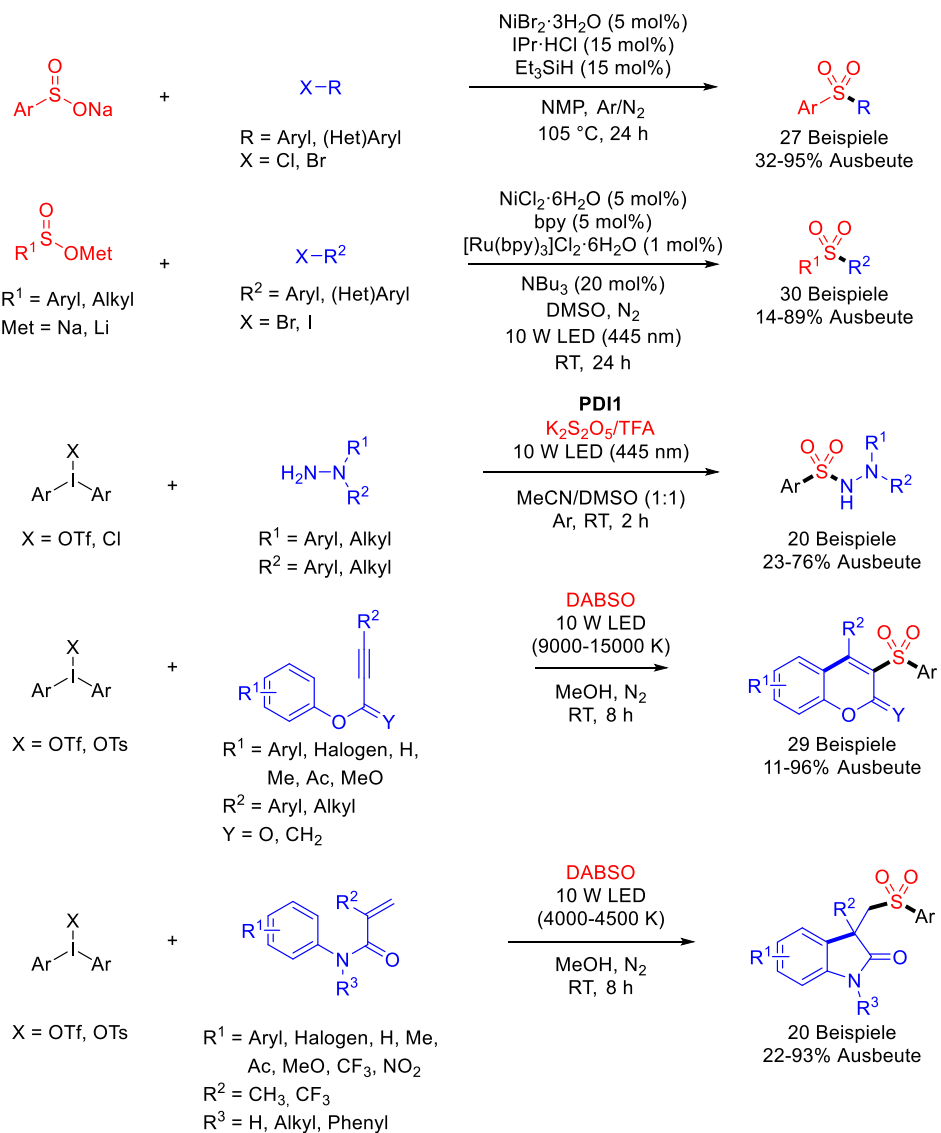 NiBr₂·3H₂O (5 mol%)
IPr·HCl (15 mol%)
Et₃SiH (15 mol%)
O
Ar S ONa
+
X–R
NMP, Ar/N₂
105 °C, 24 h
O O
Ar S R
R = Aryl, (Het)Aryl
X = Cl, Br
27 Beispiele
32-95% Ausbeute
NiCl₂·6H₂O (5 mol%)
bpy (5 mol%)
[Ru(bpy)₃]Cl₂·6H₂O (1 mol%)
O
R¹ S OMet
+
X–R²
NBu₃ (20 mol%)
DMSO, N₂
10 W LED (445 nm)
RT, 24 h
O O
R¹ S R²
R¹ = Aryl, Alkyl
Met = Na, Li
R² = Aryl, (Het)Aryl
X = Br, I
30 Beispiele
14-89% Ausbeute
PDI1
K₂S₂O₅/TFA
10 W LED (445 nm)
X
Ar I Ar
+
H₂N N R¹
R²
MeCN/DMSO (1:1)
Ar, RT, 2 h
O O R¹
Ar S N N R²
H
X = OTf, Cl
R¹ = Aryl, Alkyl
R² = Aryl, Alkyl
20 Beispiele
23-76% Ausbeute
DABSO
10 W LED
(9000-15000 K)
X
Ar I Ar
+
R²
R¹
O Y
MeOH, N₂
RT, 8 h
R² O O
S Ar
R¹
O Y
X = OTf, OTs
R¹ = Aryl, Halogen, H,
Me, Ac, MeO
R² = Aryl, Alkyl
Y = O, CH₂
29 Beispiele
11-96% Ausbeute
DABSO
10 W LED
(4000-4500 K)
X
Ar I Ar
+
R²
R¹
N O
R³
MeOH, N₂
RT, 8 h
O O
R² S Ar
R¹
O
N
R³
X = OTf, OTs
R¹ = Aryl, Halogen, H, Me,
Ac, MeO, CF₃, NO₂
R² = CH₃, CF₃
R³ = H, Alkyl, Phenyl
20 Beispiele
22-93% Ausbeute